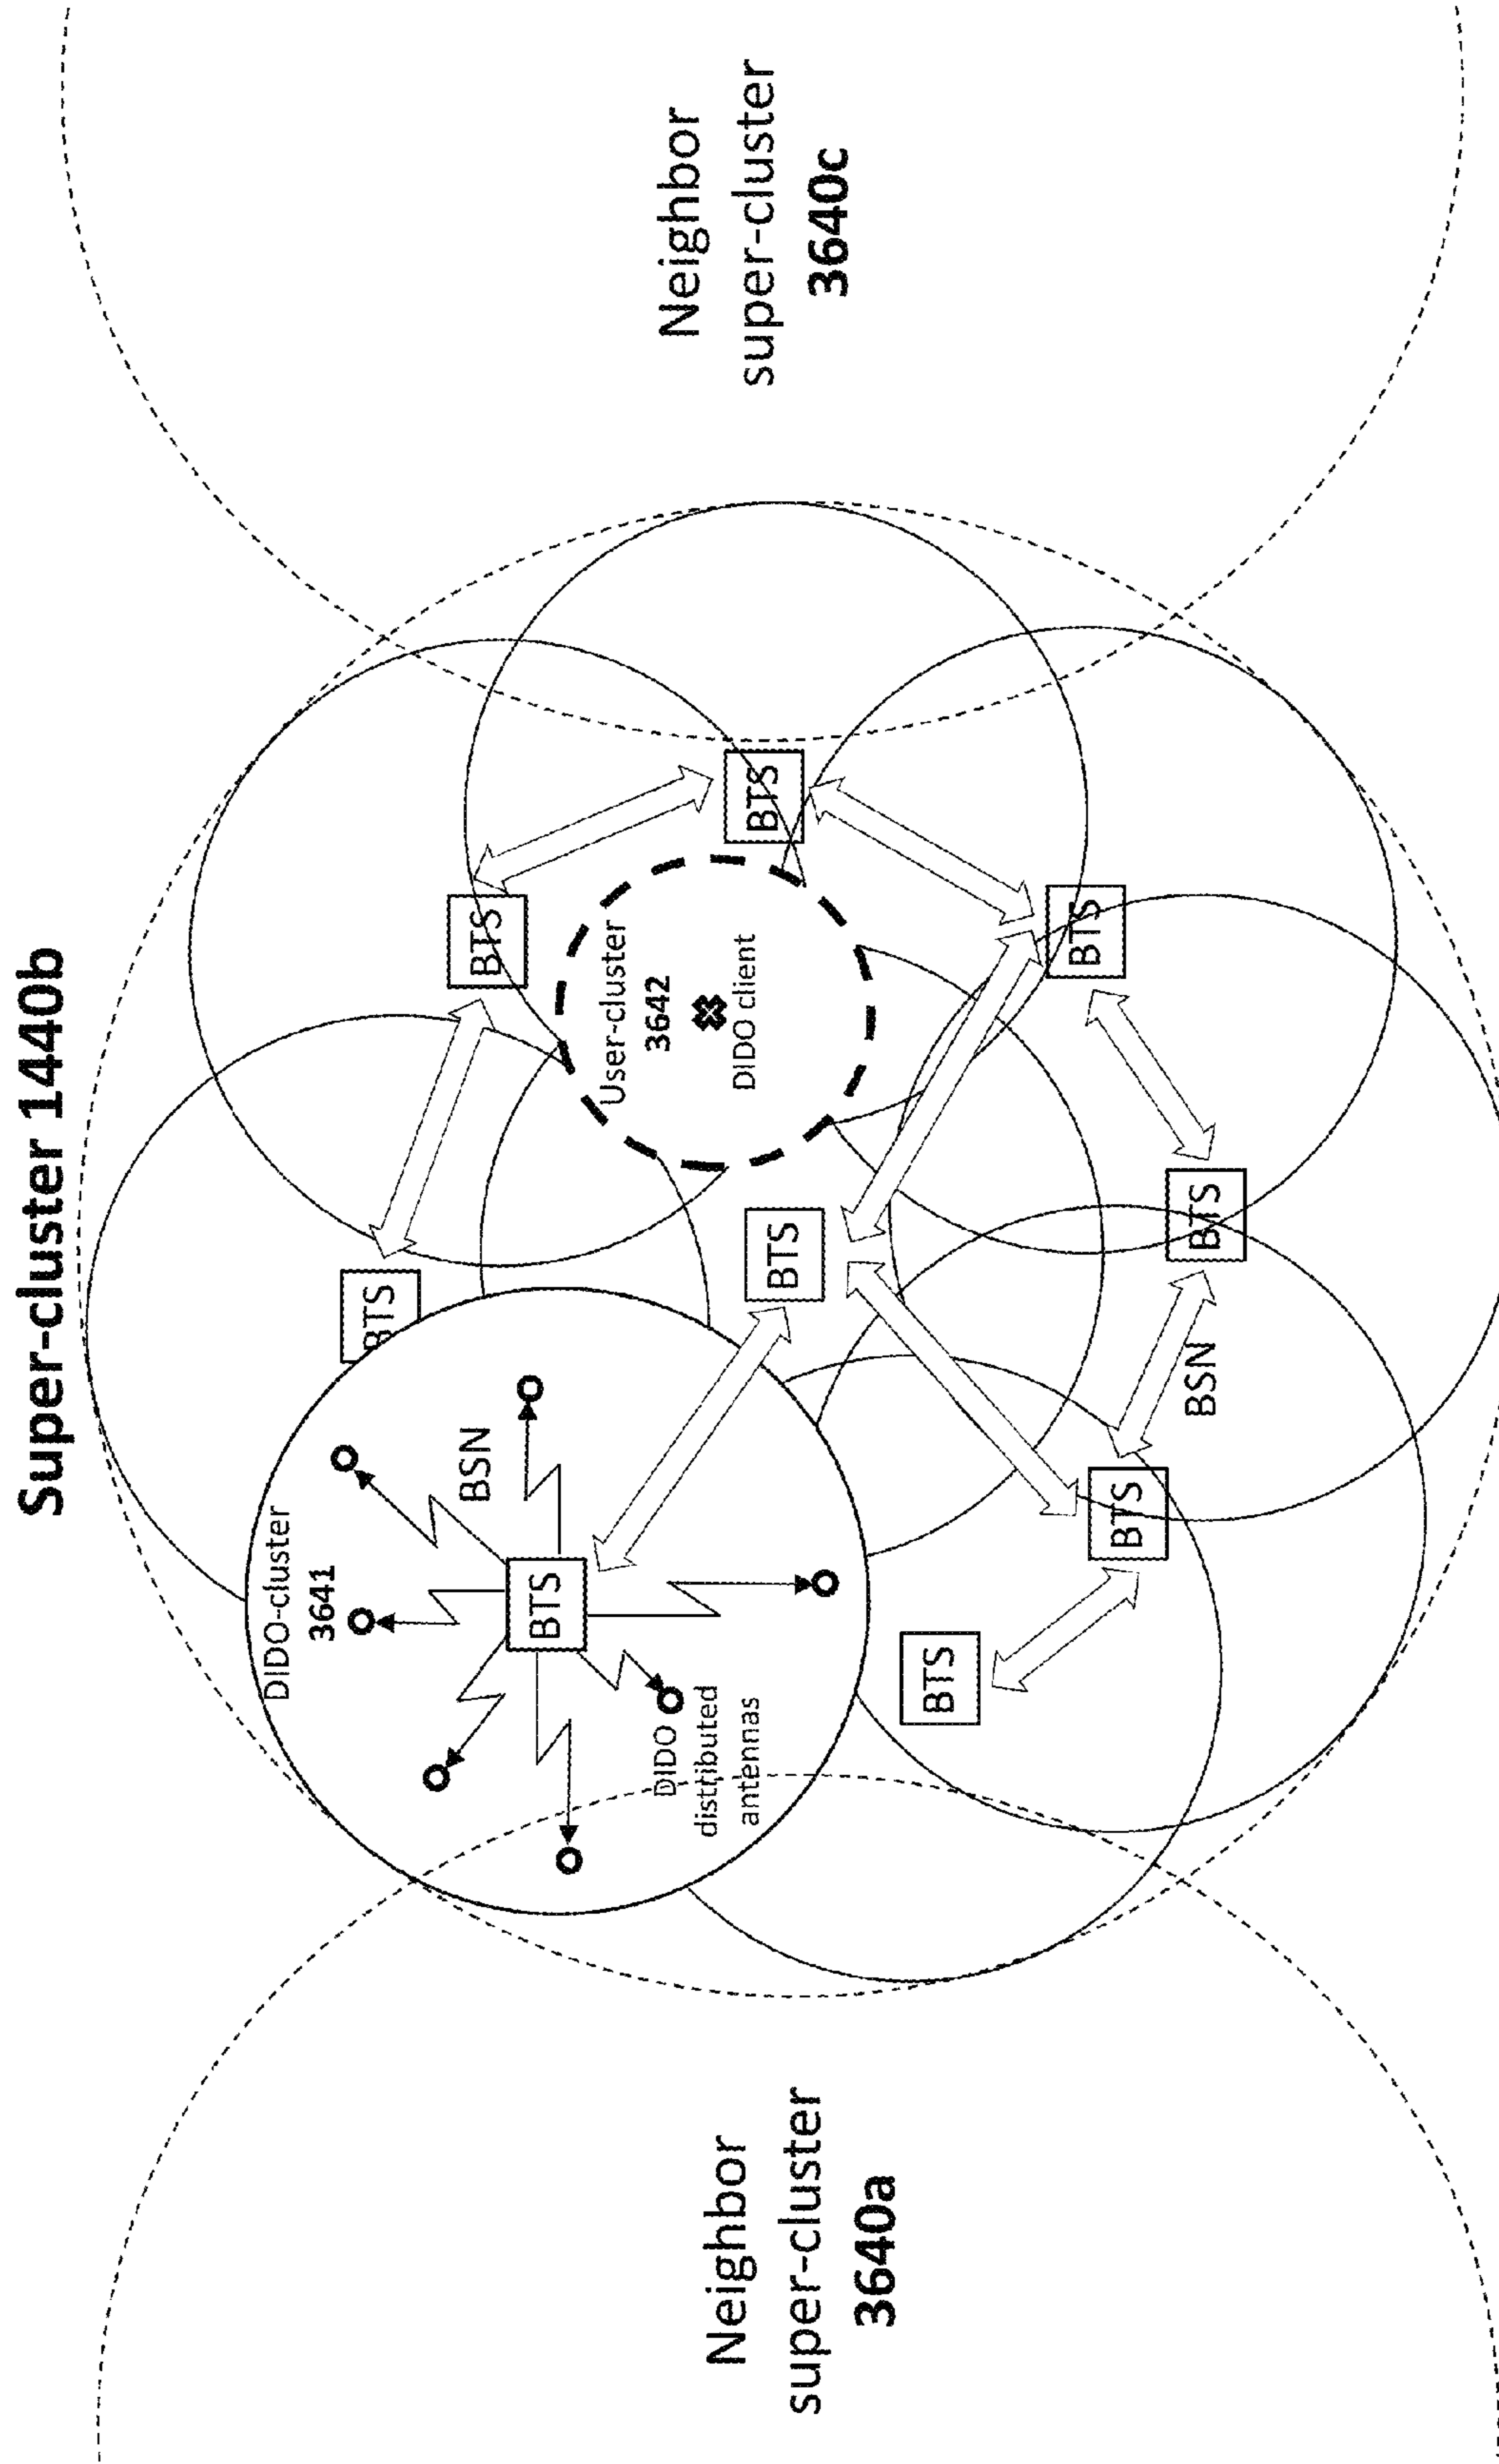 Super-cluster 1440b
DIDO-cluster
3641
BTS
BSN
BTS
BTS
User-cluster
3642
DIDO client
DIDO
distributed
antennas
BTS
BTS
Neighbor
super-cluster
3640a
Neighbor
super-cluster
3640c
BTS
BTS
BTS
BSN
BTS